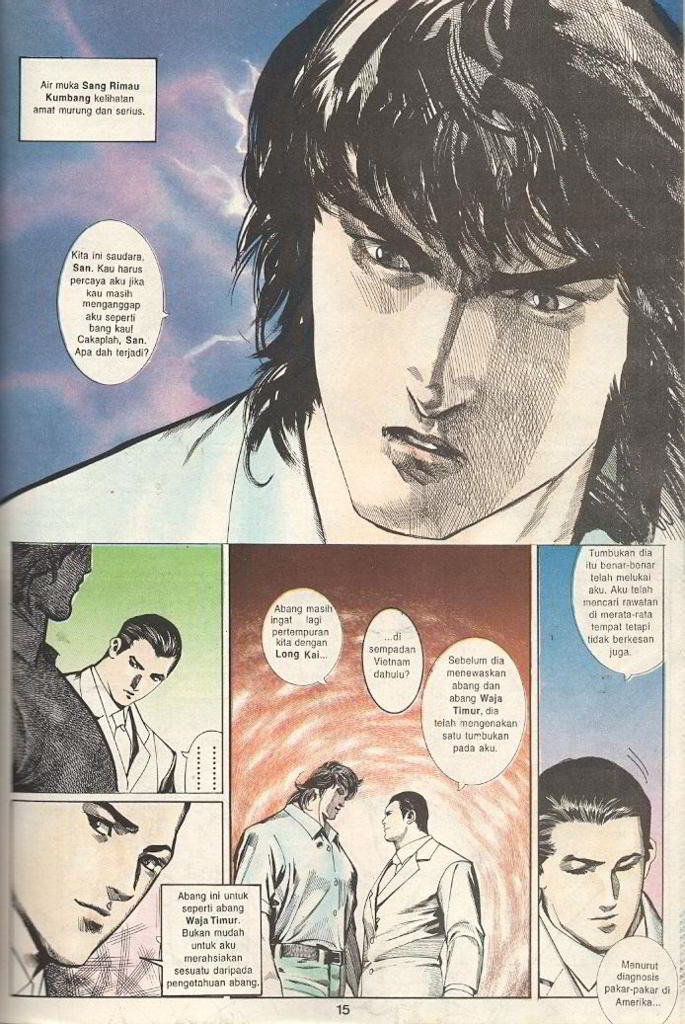 Air muka Sang Rimau
Kumbang kelihatan
amat murung dan serius.
Kita ini saudara,
San. Kau harus
percaya aku jika
kau masih
menganggap
aku seperti
bang kau!
Cakaplah, San.
Apa dah terjadi?
Abang ini untuk
seperti abang
Waja Timur.
Bukan mudah
untuk aku
merahsiakan
sesuatu daripada
pengetahuan abang.
Abang masih
ingat lagi
pertempuran
kita dengan
Long Kai...
...di
sempadan
Vietnam
dahulu?
Sebelum dia
menewaskan
abang dan
abang Waja
Timur, dia
telah mengenakan
satu tumbukan
pada aku.
Tumbukan dia
itu benar-benar
telah melukai
aku. Aku telah
mencari rawatan
di merata-rata
tempat tetapi
tidak berkesan
juga.
Menurut
diagnosis
pakar-pakar di
Amerika...
15